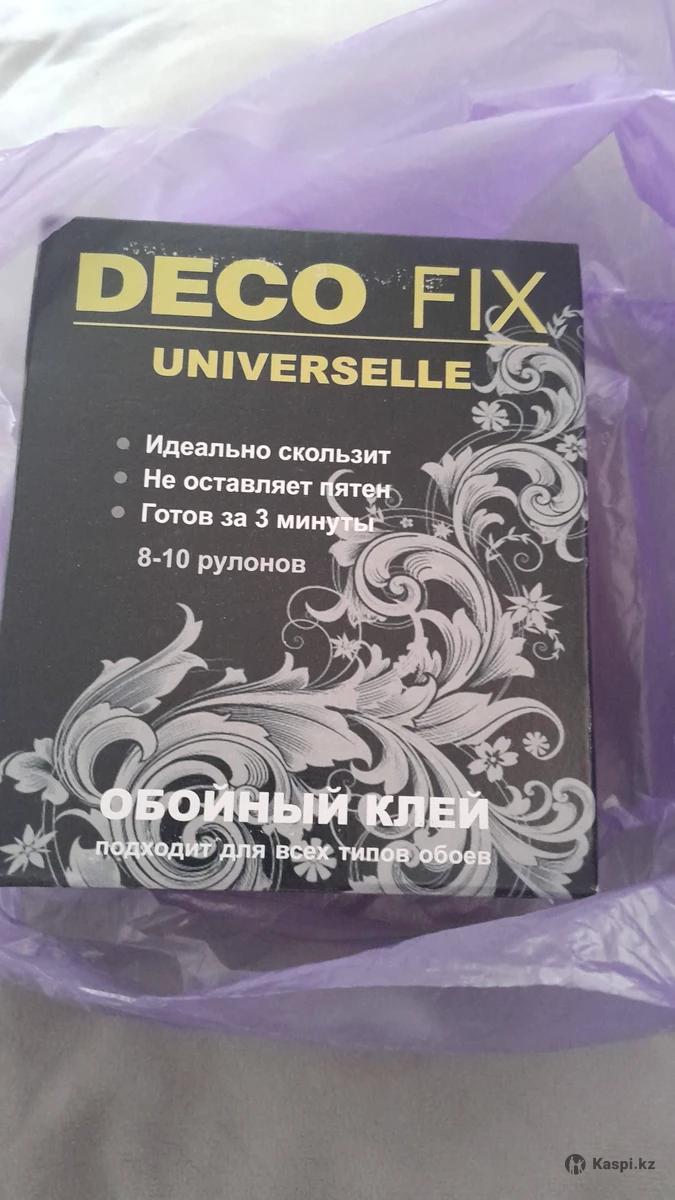 DECO FIX
UNIVERSELLE
Идеально скользит
Не оставляет пятен
Готов за 3 минуты
8-10 рулонов
ОБОЙНЫЙ КЛЕЙ
подходит для всех типов обоев
Kaspi.kz